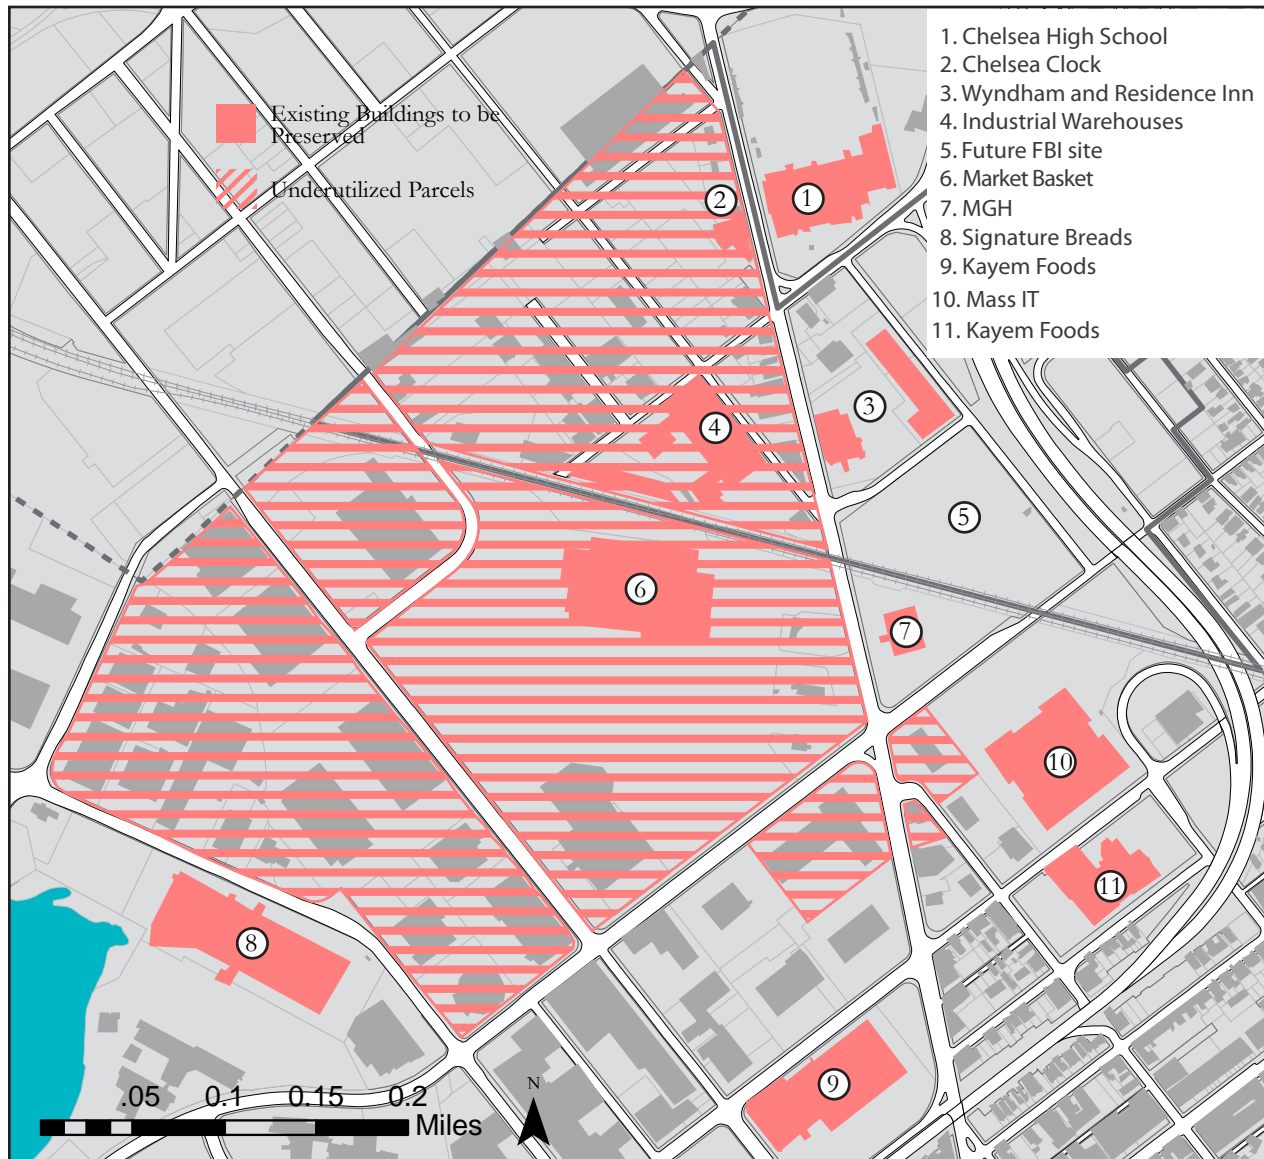 1. Chelsea High School
2. Chelsea Clock
3. Wyndham and Residence Inn
4. Industrial Warehouses
5. Future FBI site
6. Market Basket
7. MGH
8. Signature Breads
9. Kayem Foods
10. Mass IT
11. Kayem Foods
Existing Buildings to be
Preserved
Underutilized Parcels
1
2
3
4
5
6
7
8
9
10
11
.05 0.1 0.15 0.2
Miles
N